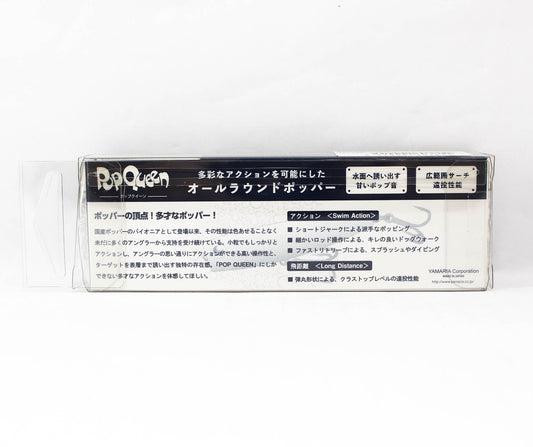 Pop Queen
ポップクイーン
多彩なアクションを可能にした
オールラウンドポッパー
水面へ誘い出す
甘いポップ音
広範囲サーチ
遠投性能
ポッパーの頂点!多才なポッパー!
国産ポッパーのパイオニアとして登場以来、その性能は色あせることなく
未だに多くのアングラーから支持を受け続けている。小粒でもしっかりと
アクションし、アングラーの思い通りにアクションができる高い操作性と、
ターゲットを表層まで誘い出す独特の存在感。「POP QUEEN」にしか
できない多才なアクションを体感してほしい。
アクション <Swim Action>
■ ショートジャークによる派手なポッピング
■ 細かいロッド操作による、キレの良いドッグウォーク
■ ファストリトリーブによる、スプラッシュやダイビング
飛距離 <Long Distance>
■ 弾丸形状による、クラストップレベルの遠投性能
YAMARIA Corporation
MADE IN JAPAN
http://www.yamaria.co.jp/